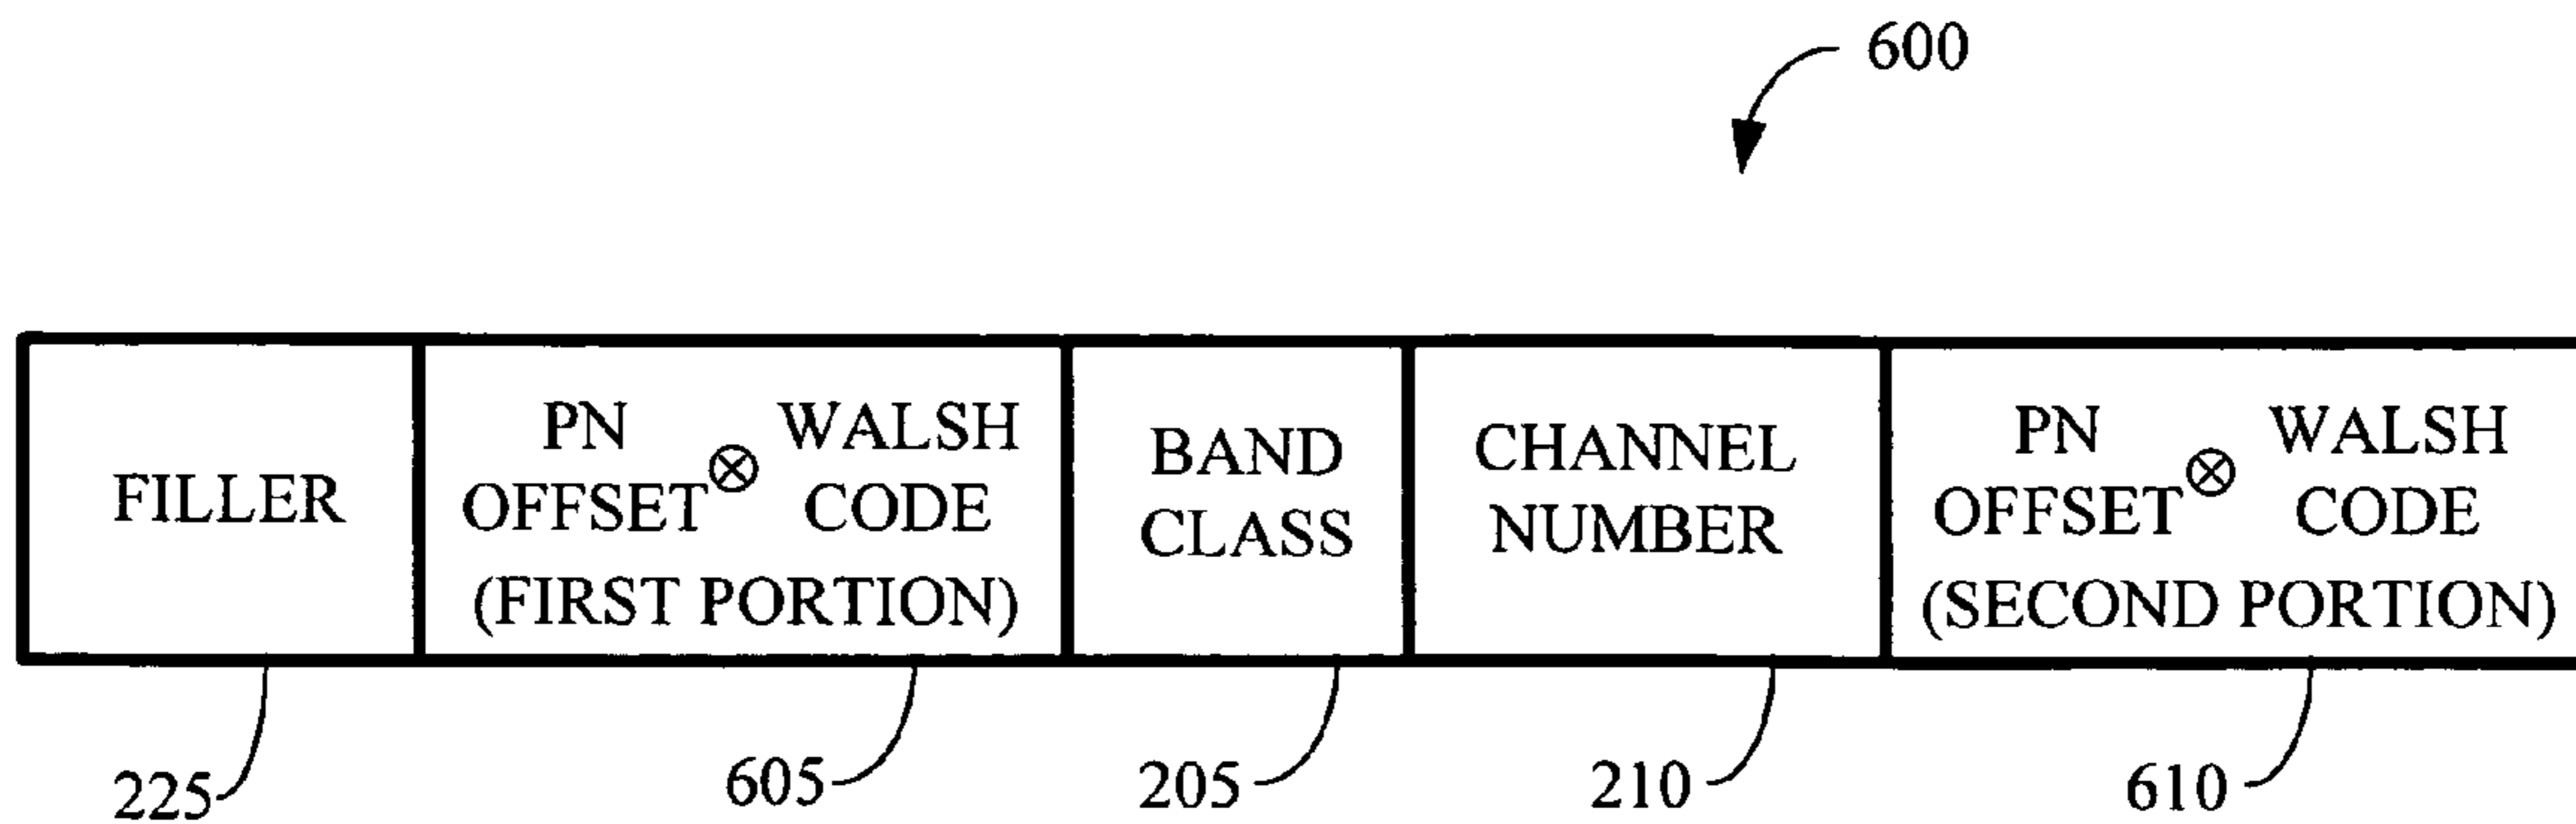 600
FILLER
PN OFFSET ⊗ WALSH CODE
(FIRST PORTION)
BAND
CLASS
CHANNEL
NUMBER
PN OFFSET ⊗ WALSH CODE
(SECOND PORTION)
225
605
205
210
610